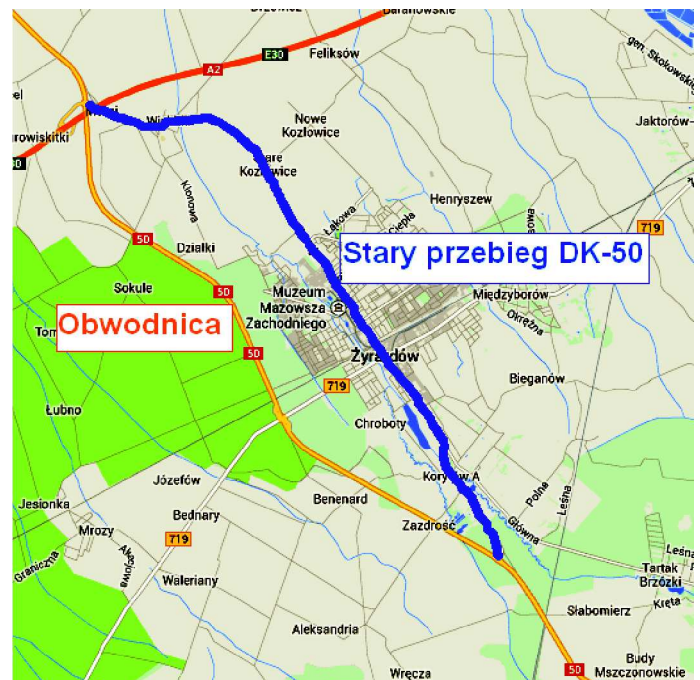 Baranowskie
E30
Feliksów
A2
gen. Skokowskiego
Nowe
Kozłowice
Jaktorów-
Stare
Kozłowice
Klonowa
Łąkowa
Ciepła
Henryszew
719
50
Działki
Stary przebieg DK-50
Sokule
50
Muzeum
Mazowsza
Zachodniego
Międzyborów
Okrężna
Obwodnica
50
Żyrardów
719
Bieganów
Łubno
Chroboty
Józefów
Korytów A
Polna
Leśna
Jesionka
Benenard
Bednary
Zazdrość
Główna
Mrozy
719
Graniczna
Akacjowa
Waleriany
Leśna
Tartak
Brzózki
Kręta
Słabomierz
Aleksandria
Wręcza
50
Budy
Mszczonowskie